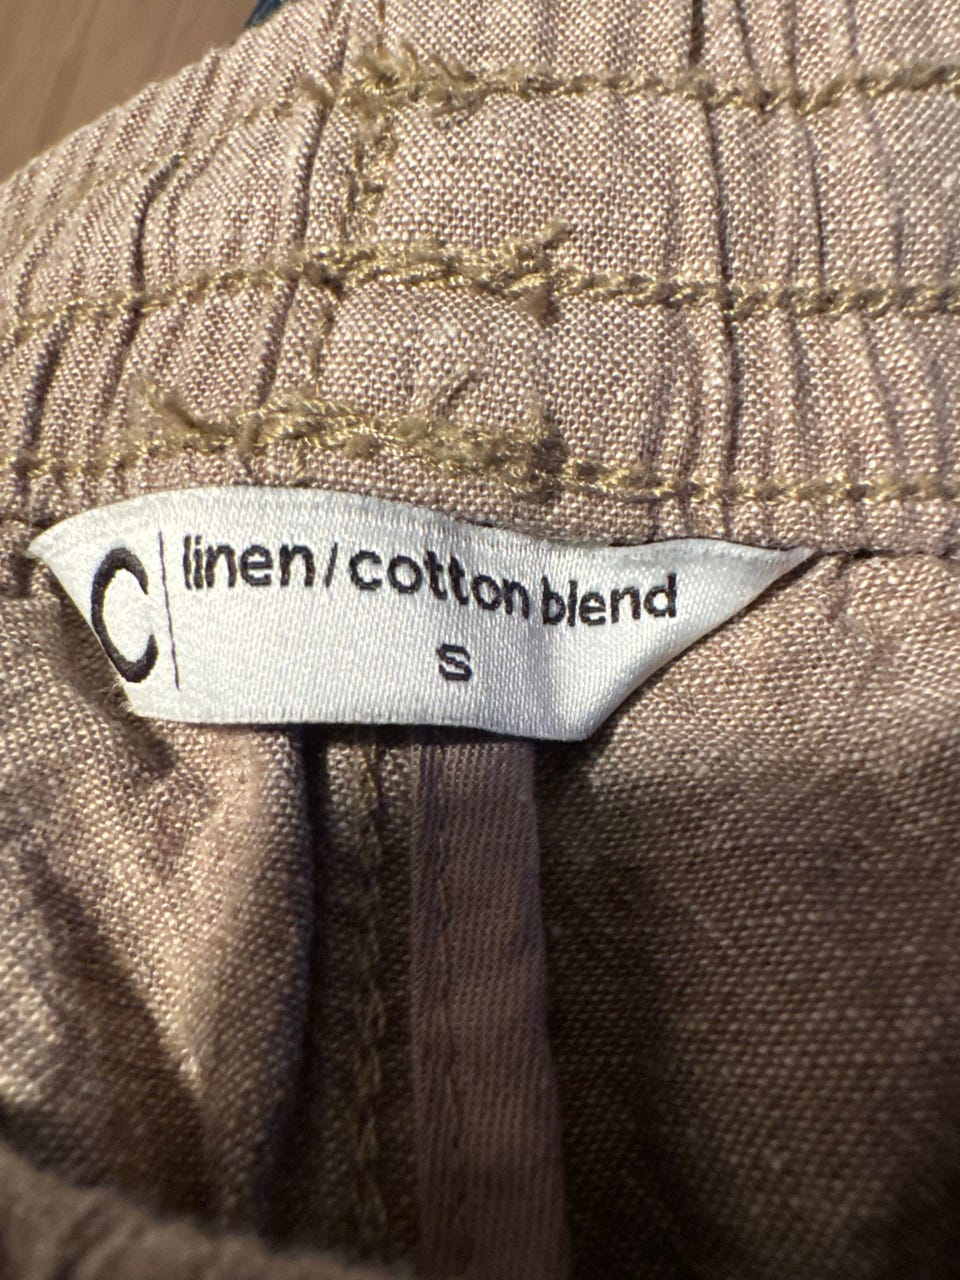 C | linen/cotton blend
S